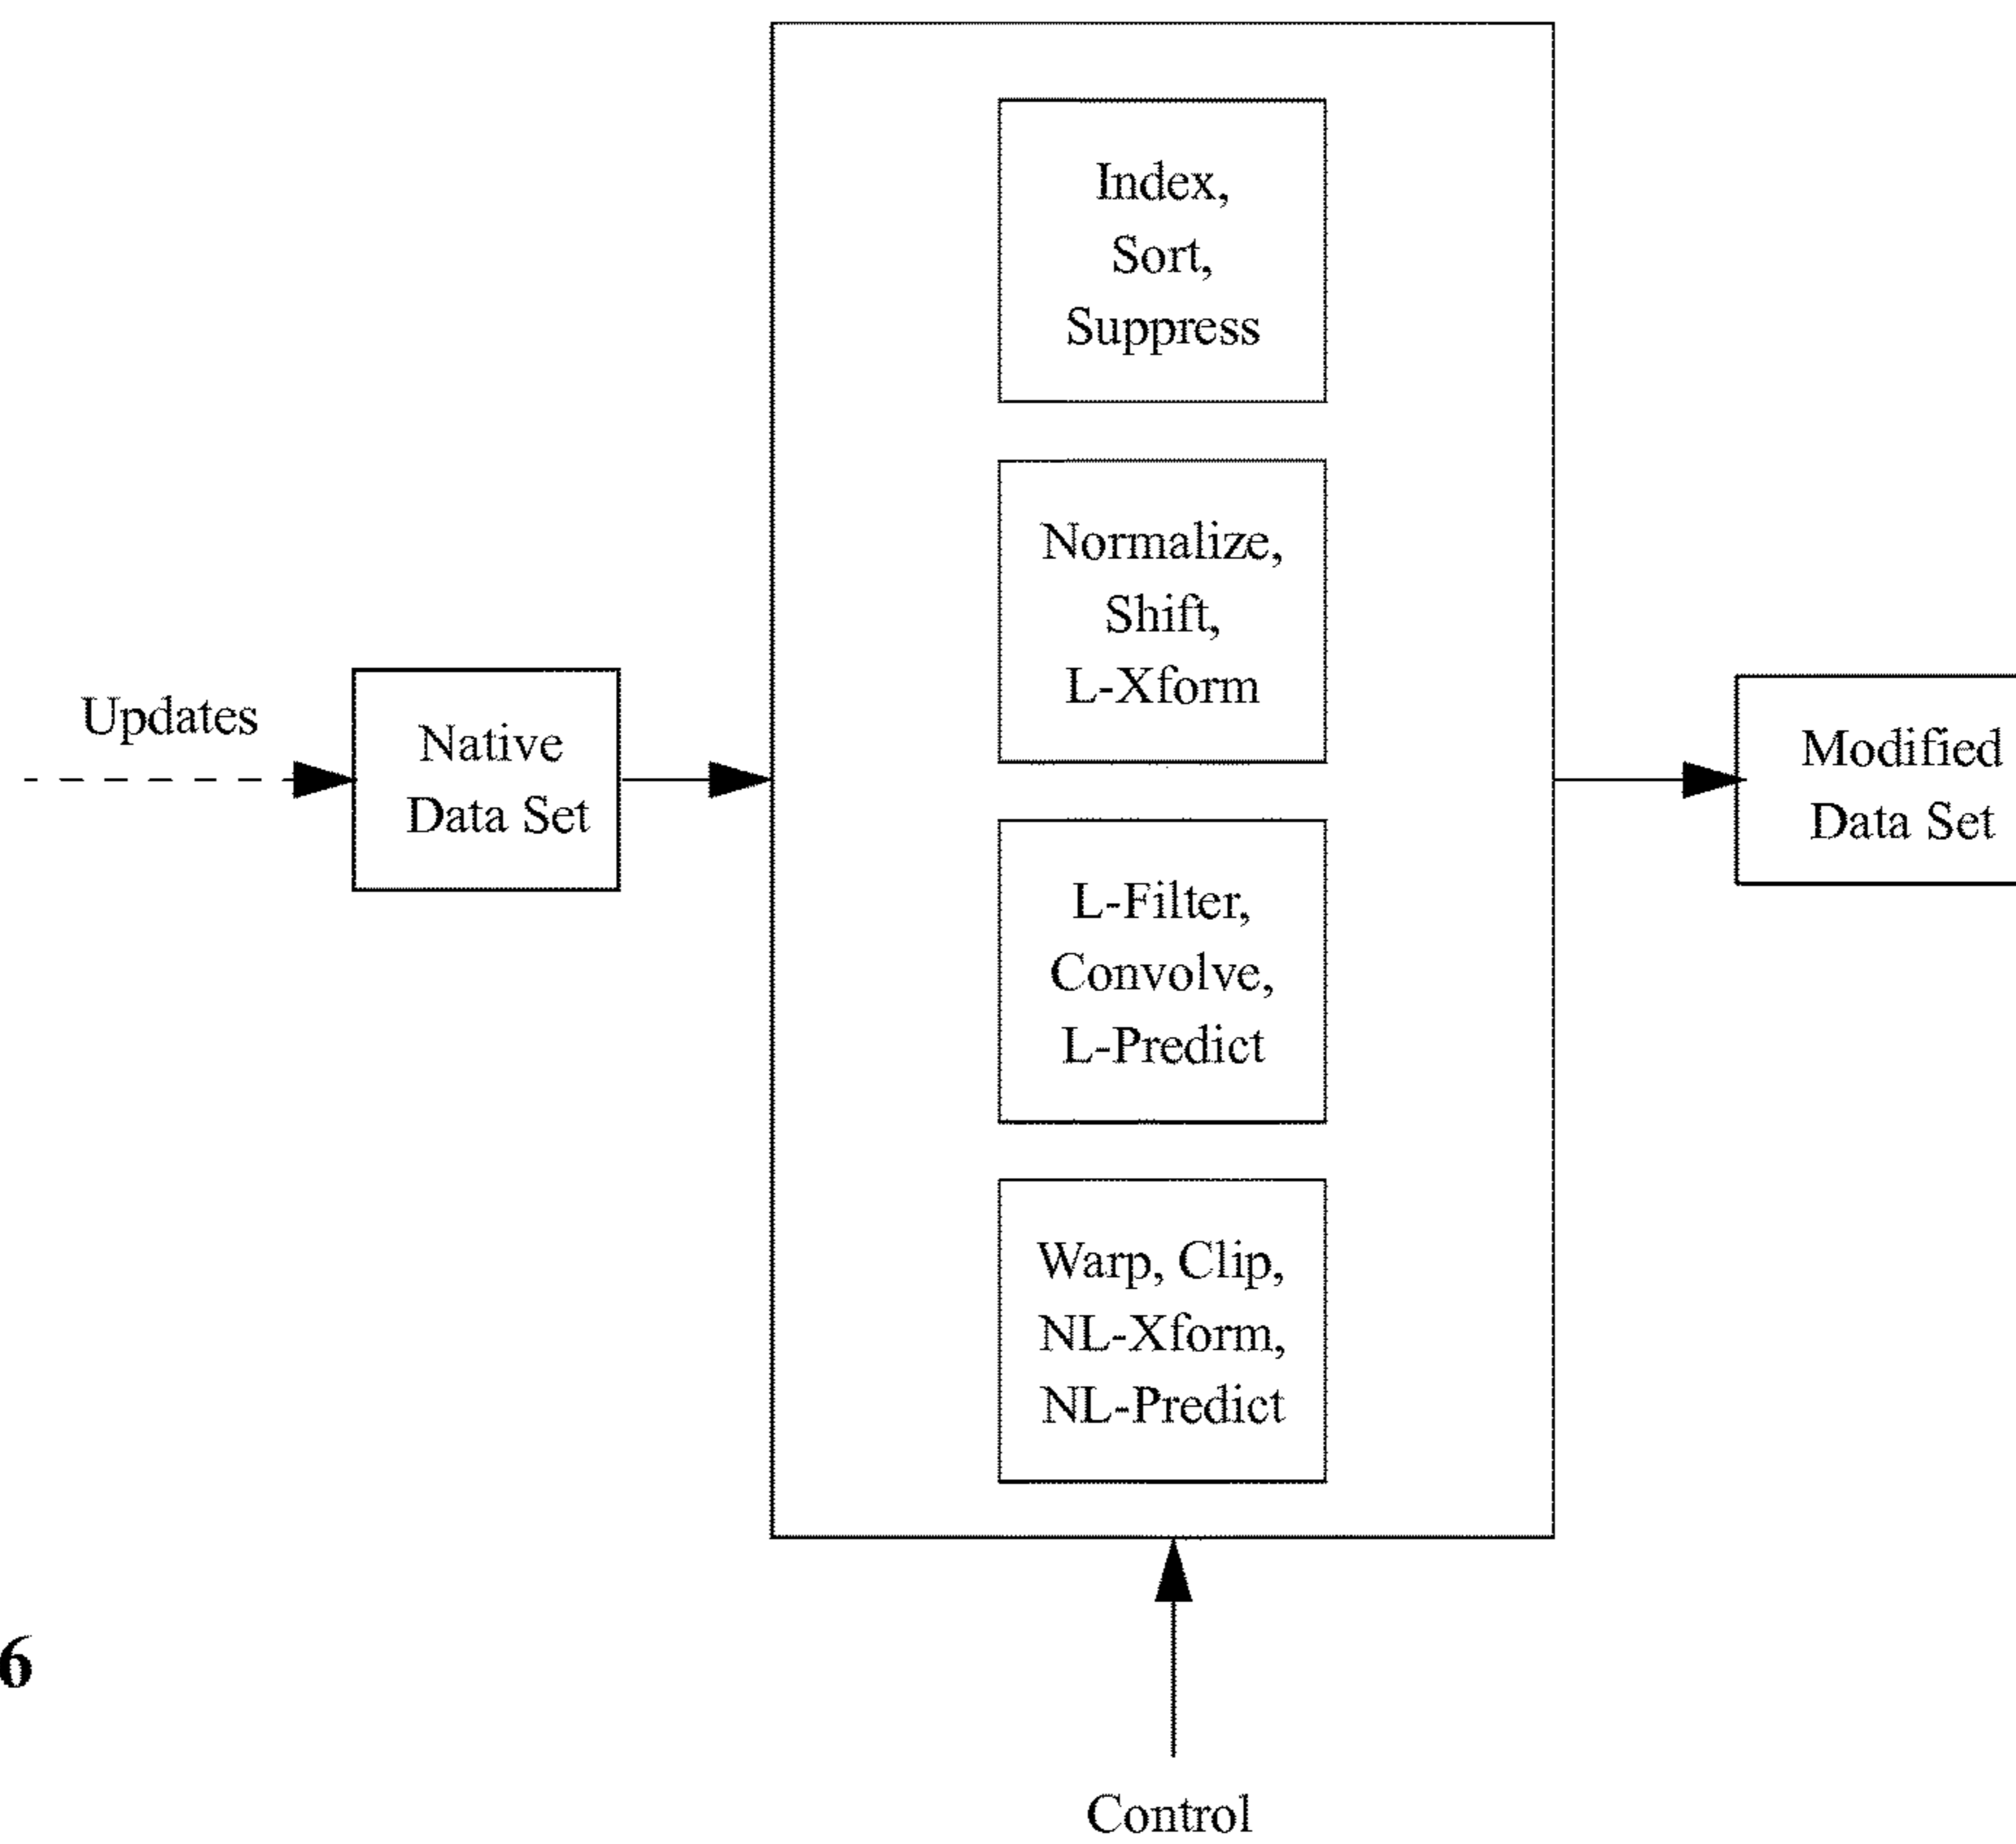 Index,
Sort,
Suppress
Normalize,
Shift,
L-Xform
Updates
Native
Data Set
Modified
Data Set
L-Filter,
Convolve,
L-Predict
Warp, Clip,
NL-Xform,
NL-Predict
6
Control